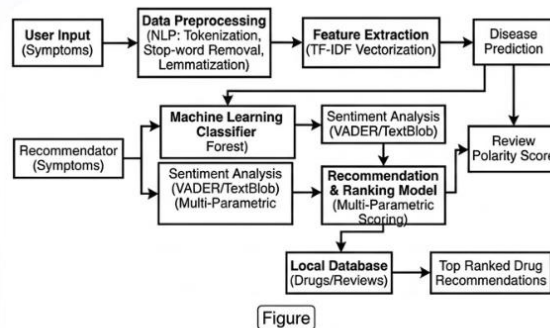 User Input
(Symptoms)
Data Preprocessing
(NLP: Tokenization,
Stop-word Removal,
Lemmatization)
Feature Extraction
(TF-IDF Vectorization)
Disease
Prediction
Recommendator
(Symptoms)
Machine Learning
Classifier
Forest)
Sentiment Analysis
(VADER/TextBlob)
Review
Polarity Score
Sentiment Analysis
(VADER/TextBlob)
(Multi-Parametric
Recommendation
& Ranking Model
(Multi-Parametric
Scoring)
Local Database
(Drugs/Reviews)
Top Ranked Drug
Recommendations
Figure